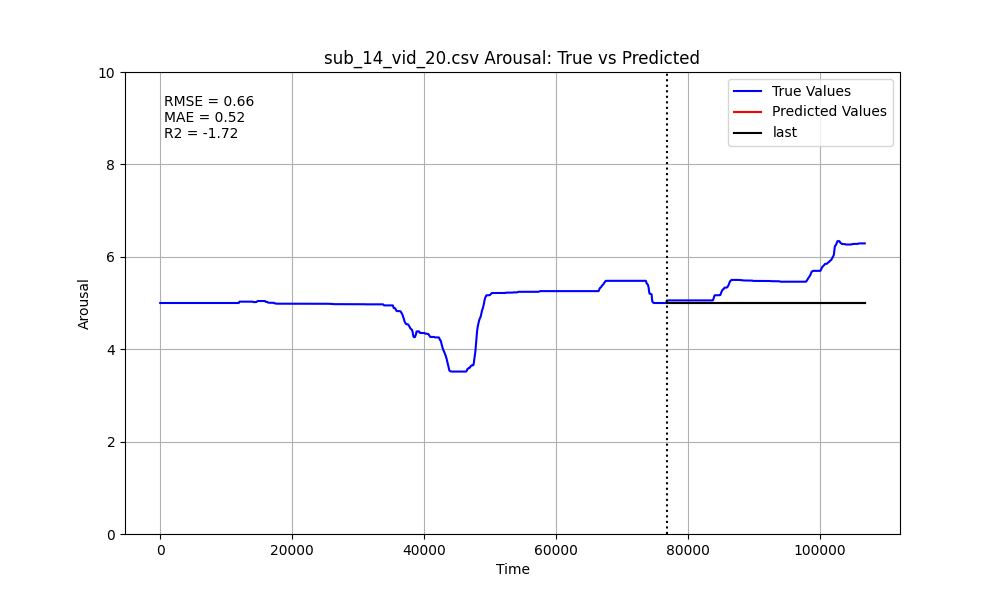 sub_14_vid_20.csv Arousal: True vs Predicted
RMSE = 0.66
MAE = 0.52
R2 = -1.72
True Values
Predicted Values
last
Arousal
10
8
6
4
2
0
0 20000 40000 60000 80000 100000
Time